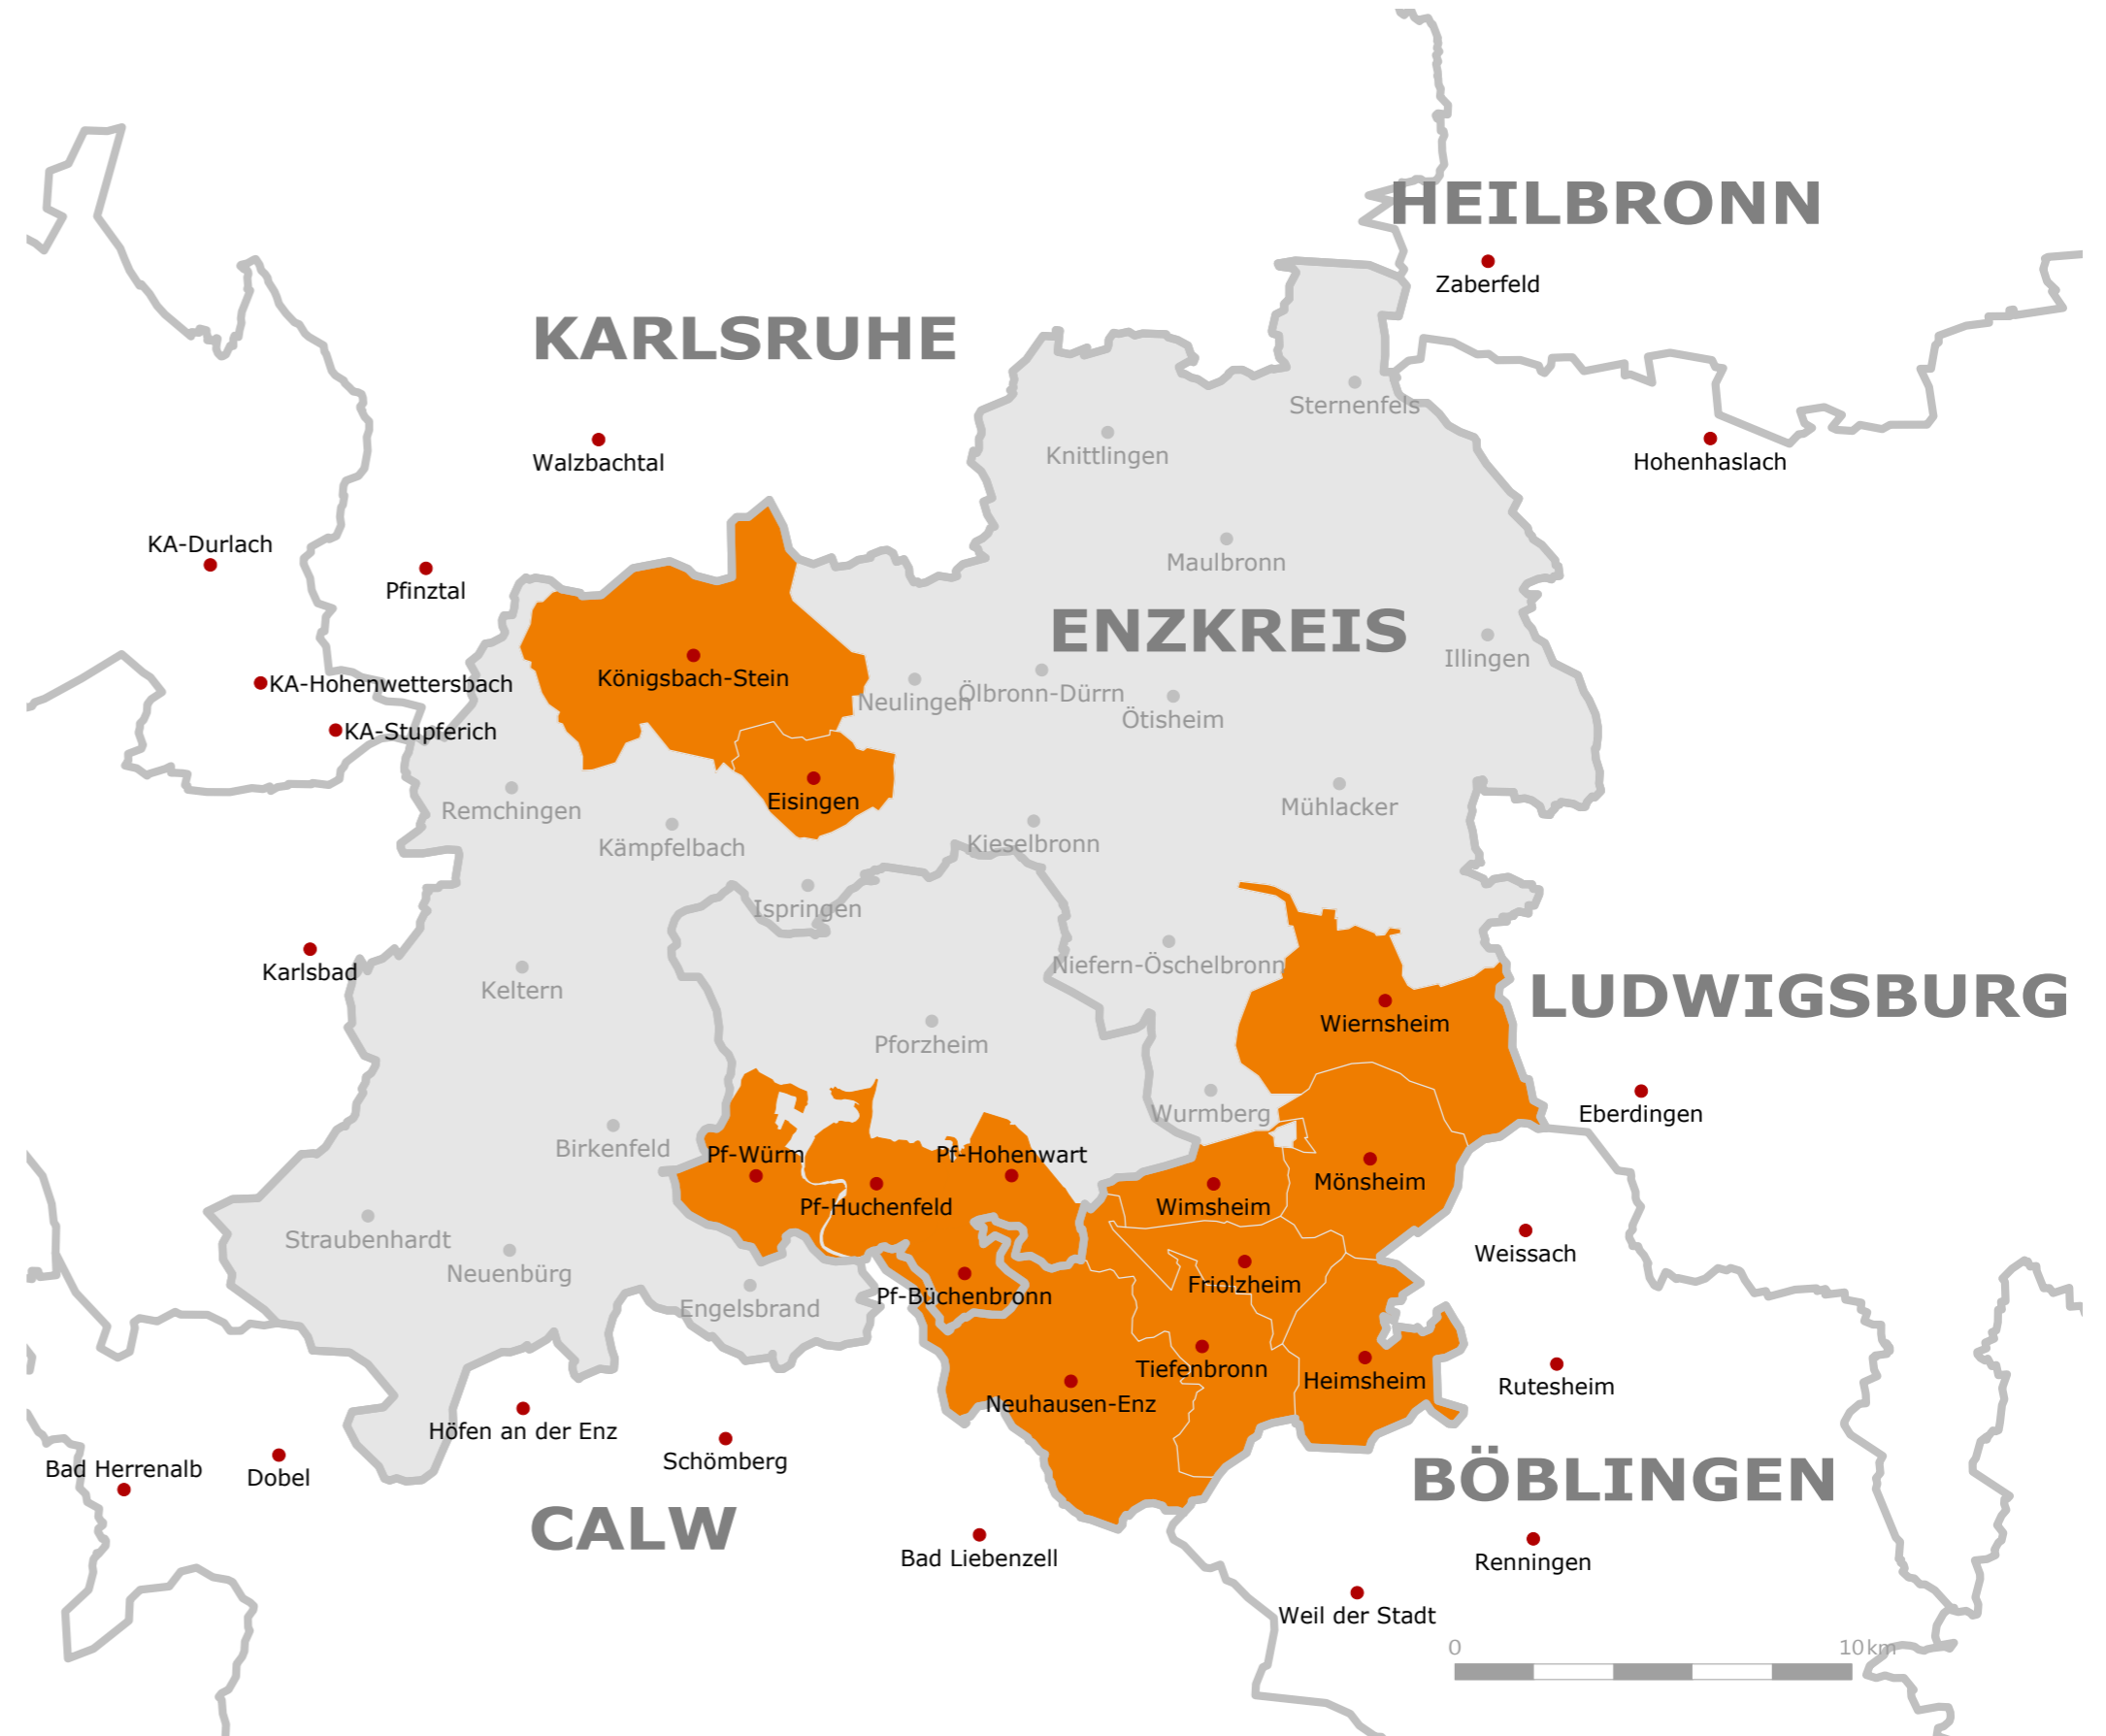 HEILBRONN
Zaberfeld
KARLSRUHE
Sternenfels
Walzbachtal
Knittlingen
Hohenhaslach
KA-Durlach
Pfinztal
Maulbronn
ENZKREIS
Illingen
Königsbach-Stein
KA-Hohenwettersbach
Neulingen
Ölbronn-Dürrn
Ötisheim
KA-Stupferich
Eisingen
Remchingen
Mühlacker
Kämpfelbach
Kieselbronn
Ispringen
Karlsbad
Keltern
Niefern-Öschelbronn
LUDWIGSBURG
Wiernsheim
Pforzheim
Eberdingen
Wurmberg
Birkenfeld
Pf-Würm
Pf-Hohenwart
Mönsheim
Pf-Huchenfeld
Wimsheim
Straubenhardt
Weissach
Neuenbürg
Friolzheim
Pf-Büchenbronn
Engelsbrand
Tiefenbronn
Heimsheim
Rutesheim
Neuhausen-Enz
Höfen an der Enz
Schömberg
Bad Herrenalb
Dobel
BÖBLINGEN
CALW
Bad Liebenzell
Renningen
Weil der Stadt
0 10km